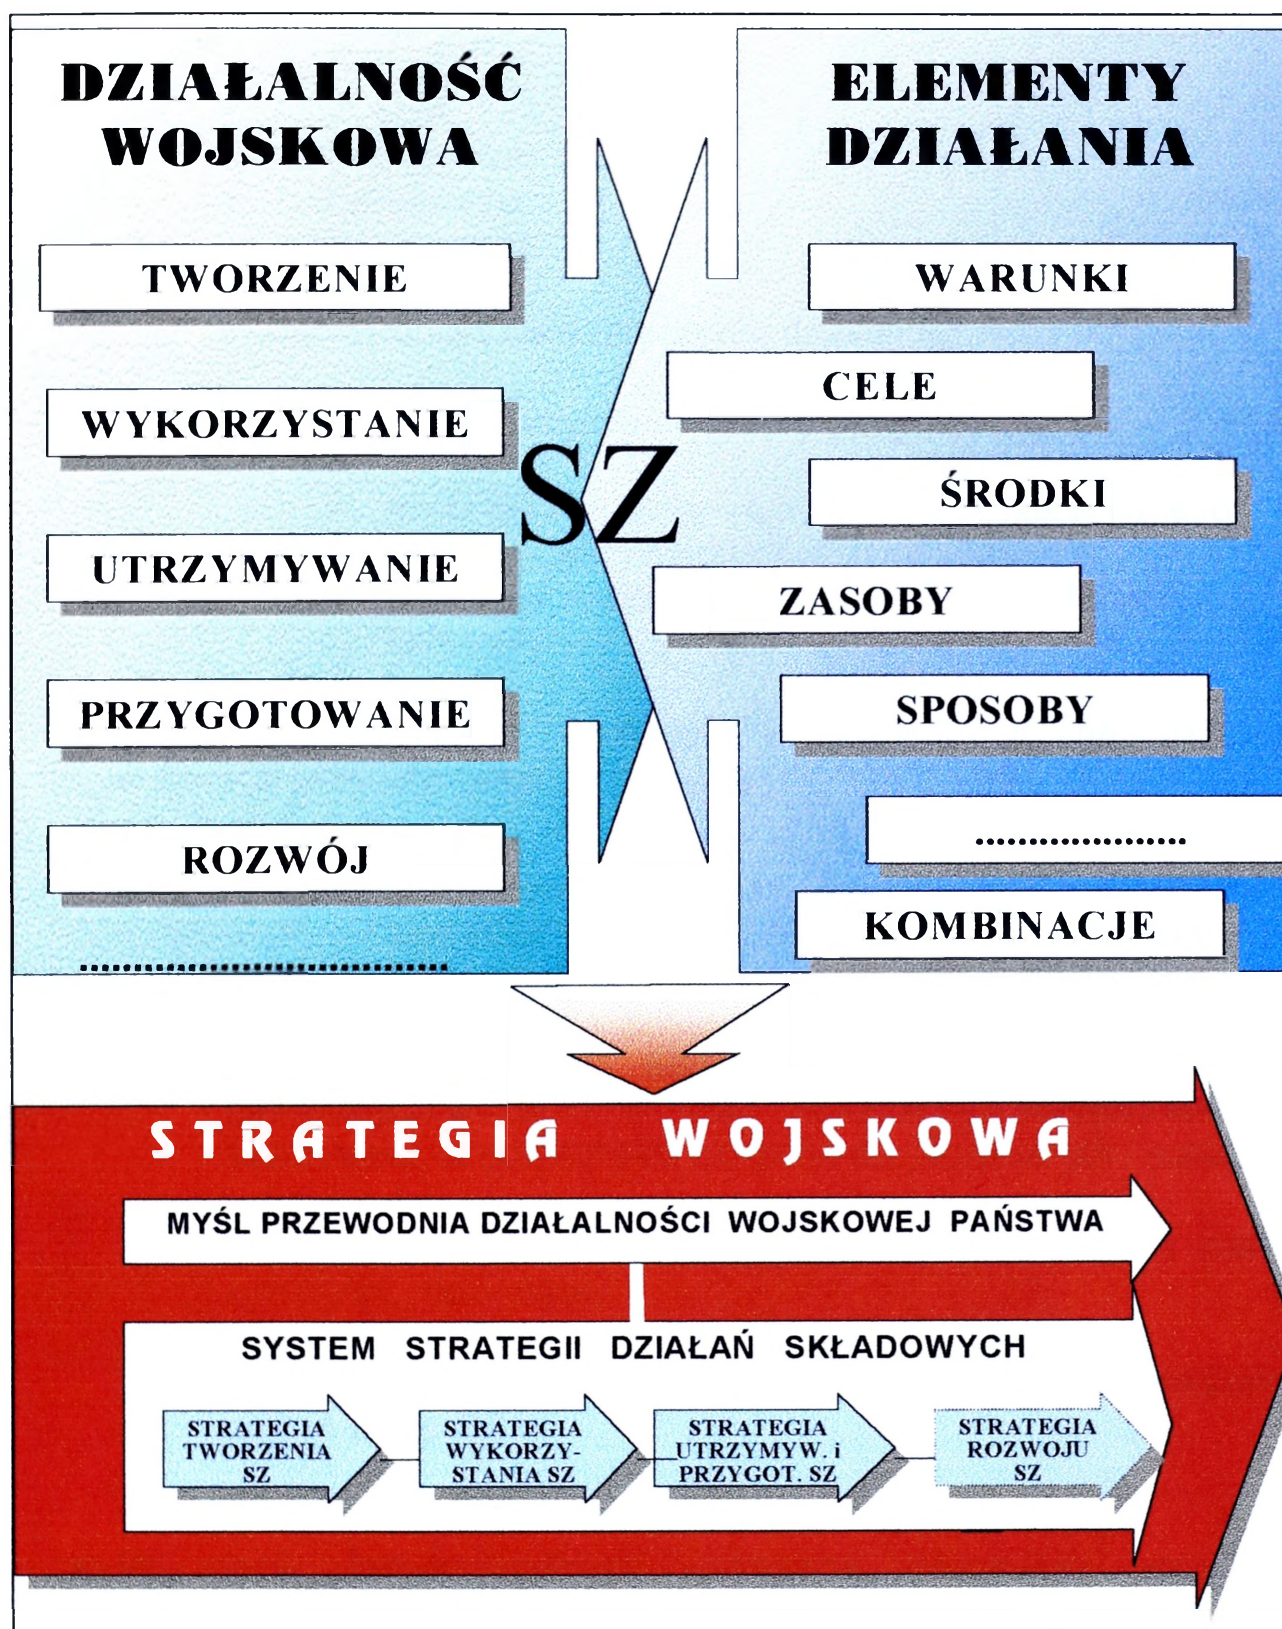 DZIAŁALNOŚĆ
WOJSKOWA
TWORZENIE
WYKORZYSTANIE
UTRZYMYWANIE
PRZYGOTOWANIE
ROZWÓJ
..................................
SZ
ELEMENTY
DZIAŁANIA
WARUNKI
CELE
ŚRODKI
ZASOBY
SPOSOBY
....................
KOMBINACJE
STRATEGIA WOJSKOWA
MYŚL PRZEWODNIA DZIAŁALNOŚCI WOJSKOWEJ PAŃSTWA
SYSTEM STRATEGII DZIAŁAŃ SKŁADOWYCH
STRATEGIA
TWORZENIA
SZ
STRATEGIA
WYKORZY-
STANIA SZ
STRATEGIA
UTRZYMYW. i
PRZYGOT. SZ
STRATEGIA
ROZWOJU
SZ